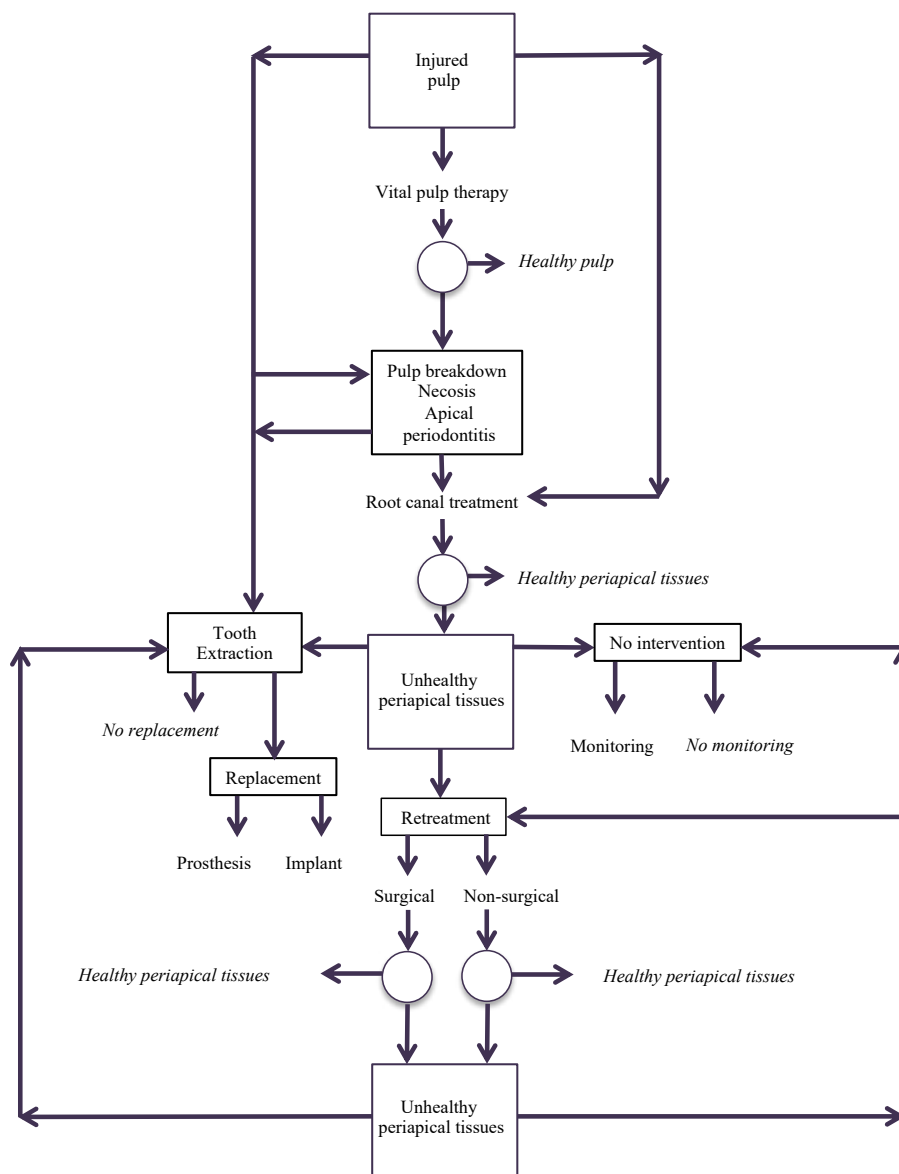 Injured
pulp
Vital pulp therapy
Healthy pulp
Pulp breakdown
Necosis
Apical
periodontitis
Root canal treatment
Healthy periapical tissues
Tooth
Extraction
No intervention
Unhealthy
periapical tissues
No replacement
Monitoring
No monitoring
Replacement
Retreatment
Prosthesis
Implant
Surgical
Non-surgical
Healthy periapical tissues
Healthy periapical tissues
Unhealthy
periapical tissues